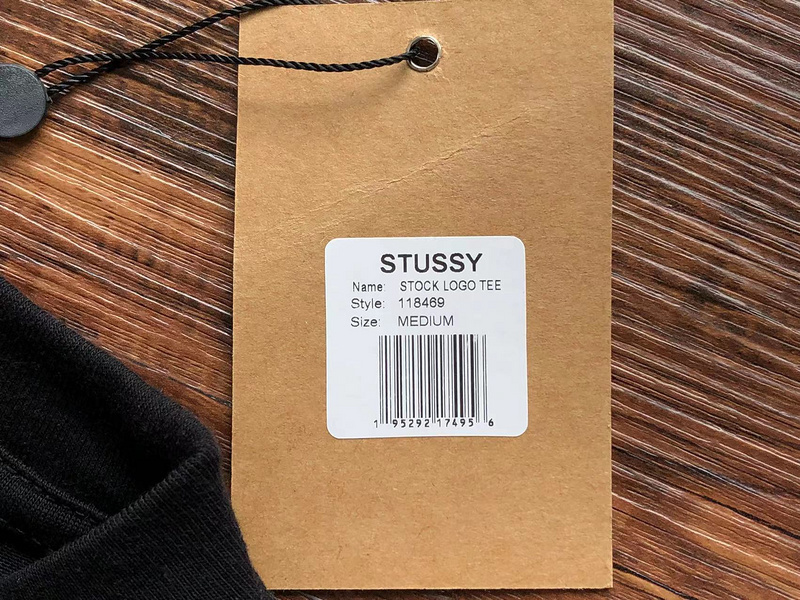 STUSSY
Name: STOCK LOGO TEE
Style: 118469
Size: MEDIUM
1 95292 17495 6